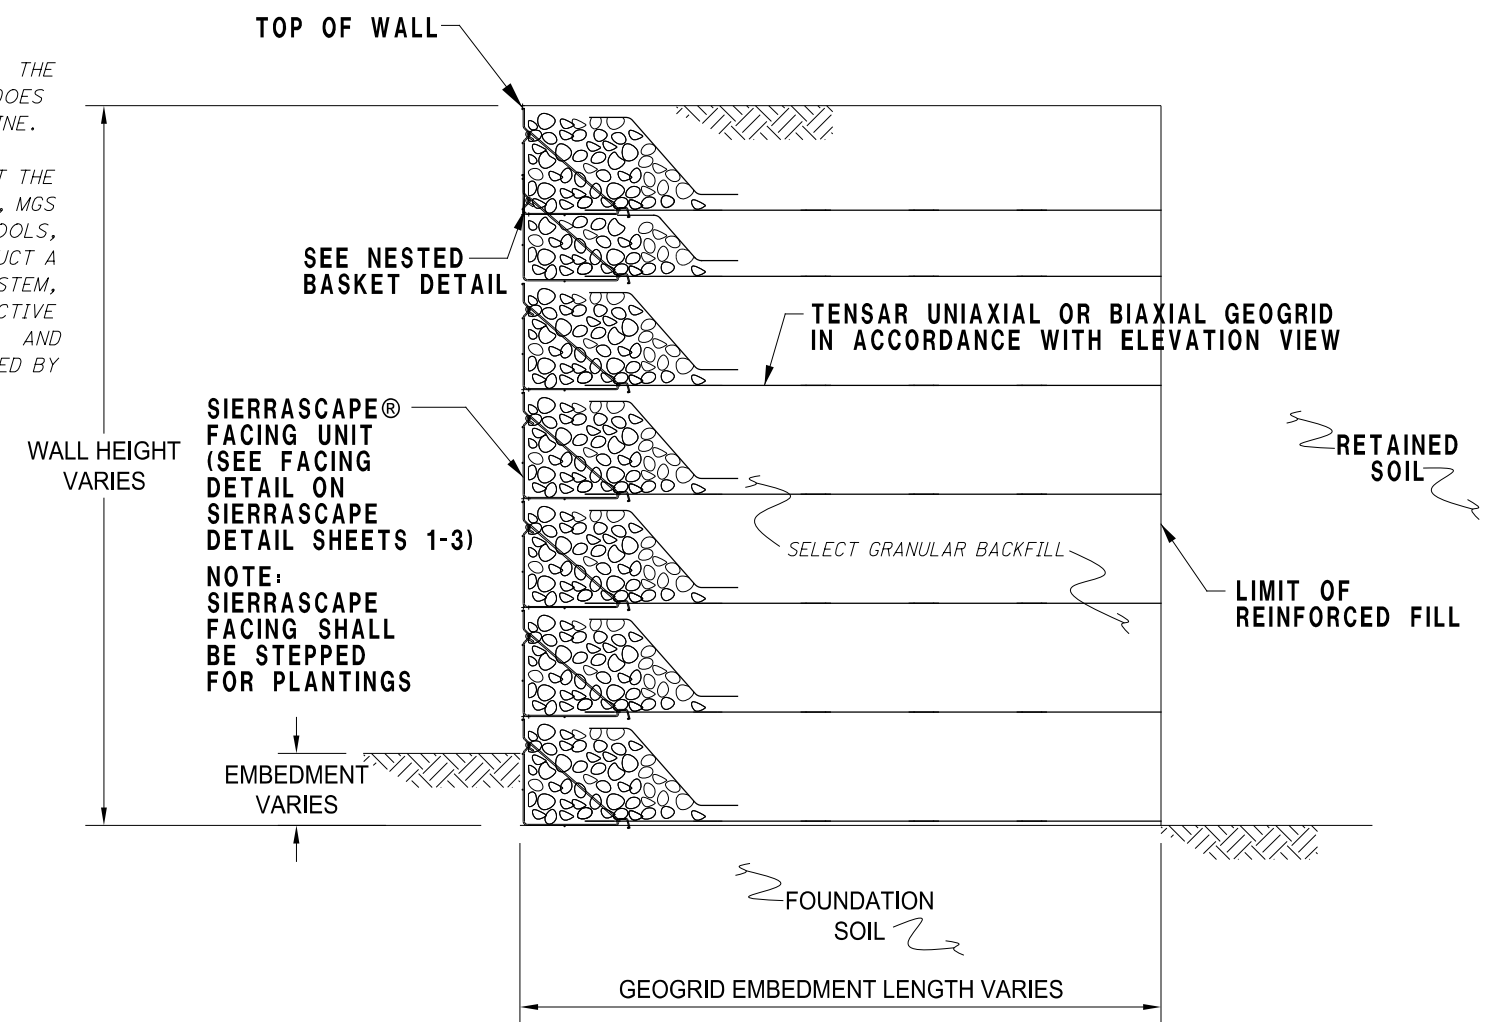 TOP OF WALL
THE
DOES
INE.
T THE
, MGS
OOLS,
UCT A
STEM,
CTIVE
AND
ED BY
SEE NESTED
BASKET DETAIL
TENSAR UNIAXIAL OR BIAXIAL GEOGRID
IN ACCORDANCE WITH ELEVATION VIEW
SIERRASCAPE®
FACING UNIT
(SEE FACING
DETAIL ON
SIERRASCAPE
DETAIL SHEETS 1-3)
NOTE:
SIERRASCAPE
FACING SHALL
BE STEPPED
FOR PLANTINGS
WALL HEIGHT
VARIES
RETAINED
SOIL
SELECT GRANULAR BACKFILL
LIMIT OF
REINFORCED FILL
EMBEDMENT
VARIES
FOUNDATION
SOIL
GEOGRID EMBEDMENT LENGTH VARIES